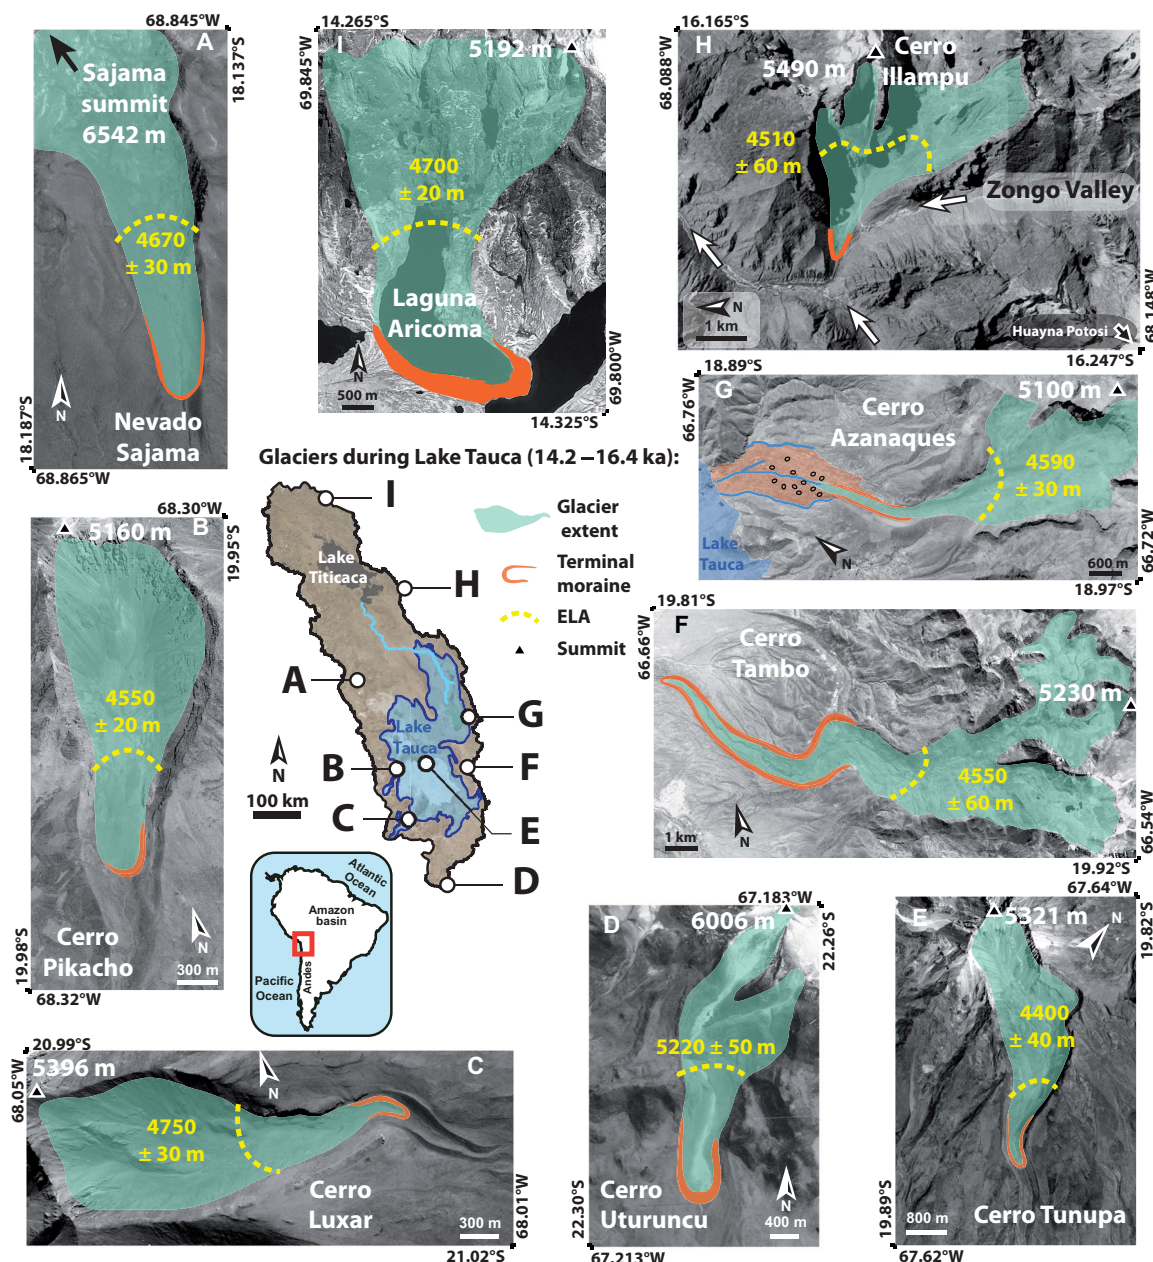 68.845°W
A
18.137°S
Sajama
summit
6542 m
4670
± 30 m
Nevado
Sajama
N
18.187°S
68.865°W
14.265°S
69.845°W
I
5192 m
4700
± 20 m
Laguna
Aricoma
N
500 m
69.800°W
14.325°S
16.165°S
68.088°W
H
Cerro
Illampu
5490 m
4510
± 60 m
Zongo Valley
N
1 km
Huayna Potosi
68.148°W
16.247°S
18.89°S
66.76°W
G
5100 m
Cerro
Azanaques
4590
± 30 m
Lake
Tauca
N
600 m
66.72°W
18.97°S
Glaciers during Lake Tauca (14.2 –16.4 ka):
I
Lake
Titicaca
H
A
G
Lake
Tauca
B
F
C
E
D
N
100 km
Glacier
extent
Terminal
moraine
ELA
Summit
Atlantic
Ocean
Amazon
basin
Pacific
Ocean
Andes
68.30°W
B
5160 m
19.95°S
4550
± 20 m
Cerro
Pikacho
N
300 m
19.98°S
68.32°W
19.81°S
66.66°W
F
Cerro
Tambo
5230 m
4550
± 60 m
N
1 km
66.54°W
19.92°S
20.99°S
68.05°W
5396 m
N
C
4750
± 30 m
Cerro
Luxar
300 m
68.01°W
21.02°S
67.183°W
D
6006 m
22.26°S
5220 ± 50 m
Cerro
Uturuncu
N
400 m
22.30°S
67.213°W
67.64°W
E
5321 m
N
19.82°S
4400
± 40 m
800 m
Cerro Tunupa
19.89°S
67.62°W